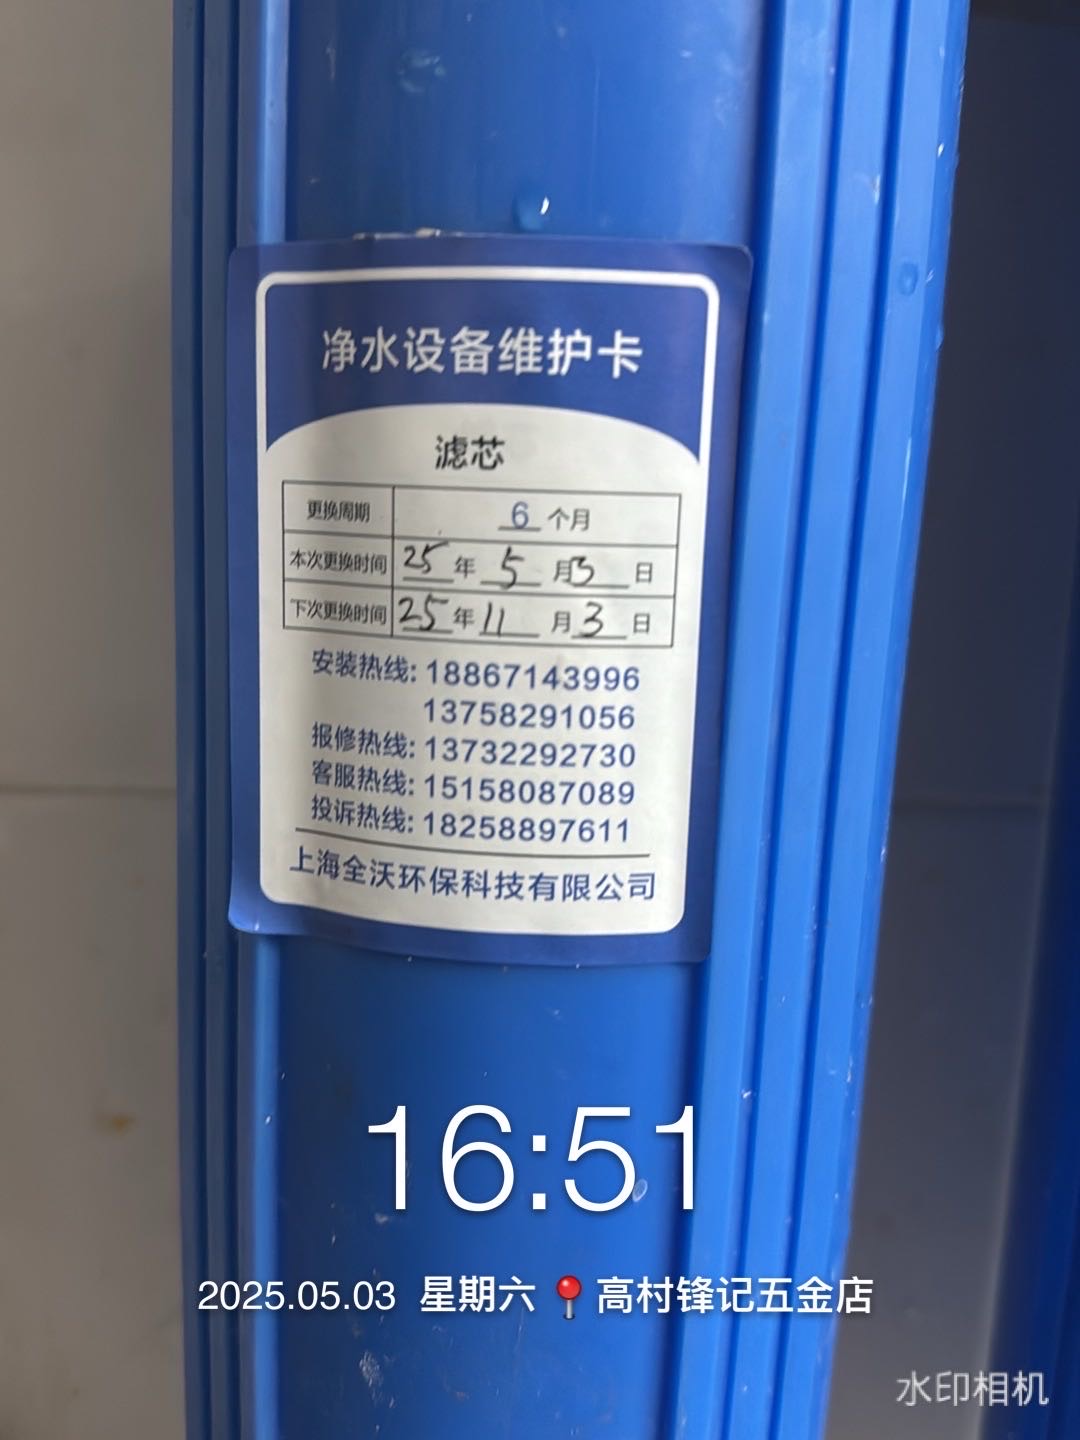 净水设备维护卡
滤芯
更换周期 6 个月
本次更换时间 25 年 5 月 3 日
下次更换时间 25 年 11 月 3 日
安装热线: 18867143996
13758291056
报修热线: 13732292730
客服热线: 15158087089
投诉热线: 18258897611
上海全沃环保科技有限公司
16:51
2025.05.03 星期六 📍高村锋记五金店
水印相机